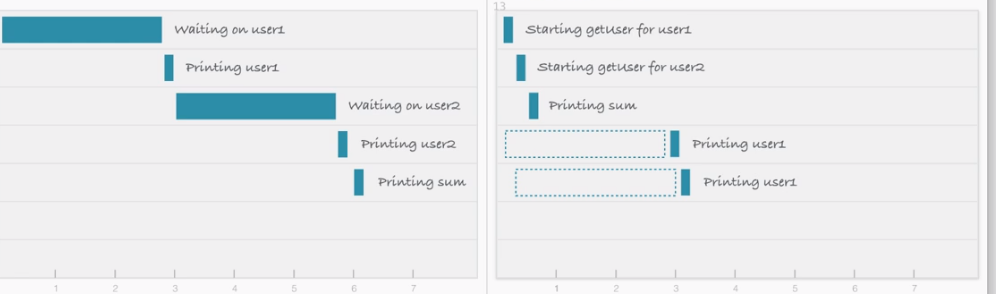 Waiting on user1
Printing user1
Waiting on user2
Printing user2
Printing sum
1 2 3 4 5 6 7
13
Starting getUser for user1
Starting getUser for user2
Printing sum
Printing user1
Printing user1
1 2 3 4 5 6 7